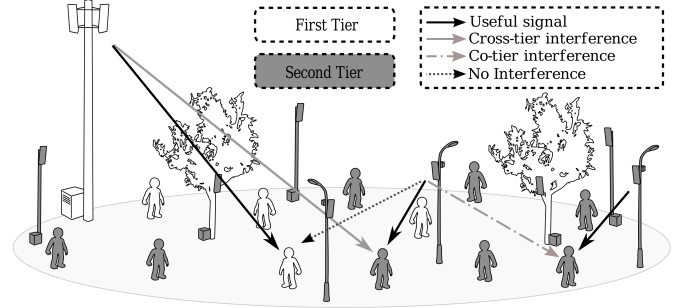 First Tier
Second Tier
Useful signal
Cross-tier interference
Co-tier interference
No Interference